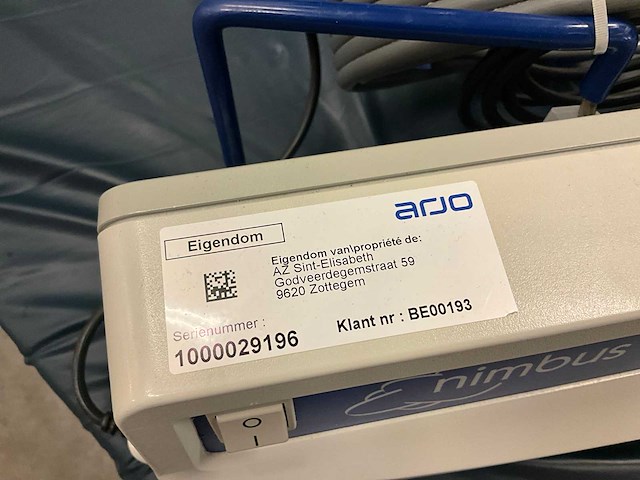 arjo
Eigendom
Eigendom van\propriété de:
AZ Sint-Elisabeth
Godveerdegemstraat 59
9620 Zottegem
Serienummer :
1000029196
Klant nr : BE00193
nimbus